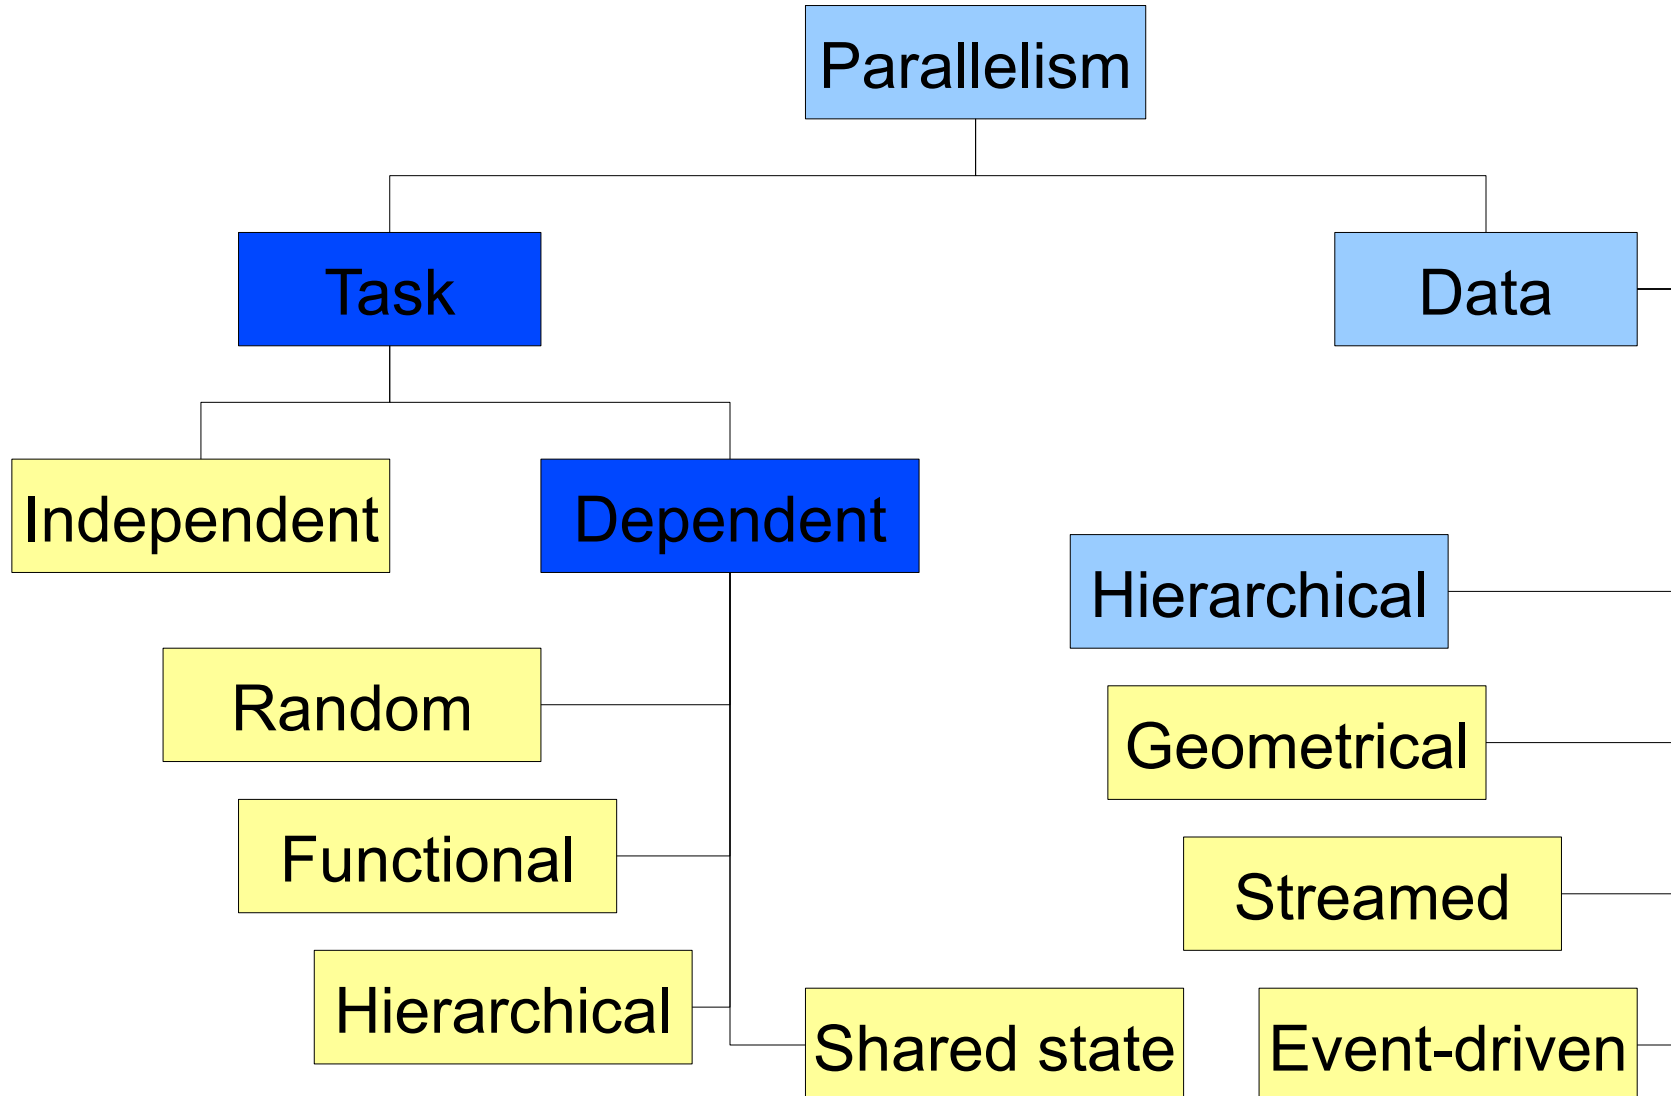 Parallelism
Task
Data
Independent
Dependent
Hierarchical
Random
Geometrical
Functional
Streamed
Hierarchical
Shared state
Event-driven